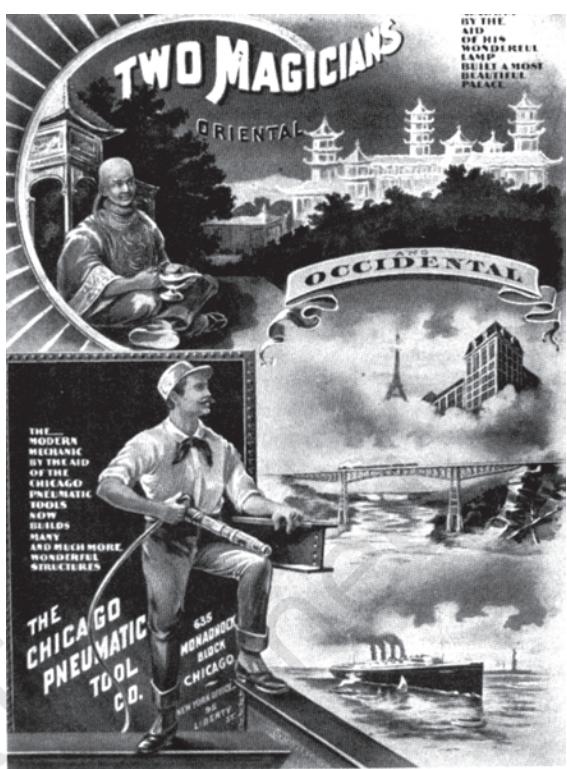 TWO MAGICIANS
ORIENTAL
BY THE
AID
OF HIS
WONDERFUL
LAMP
BUILT A MOST
BEAUTIFUL
PALACE
AND
OCCIDENTAL
THE
MODERN
MECHANIC
BY THE AID
OF THE
CHICAGO
PNEUMATIC
TOOLS
NOW
BUILDS
MANY
AND MUCH MORE
WONDERFUL
STRUCTURES
THE
CHICAGO
PNEUMATIC
TOOL
CO.
635
MONADNOCK
BLOCK
CHICAGO
NEW YORK OFFICE
95
LIBERTY
ST.